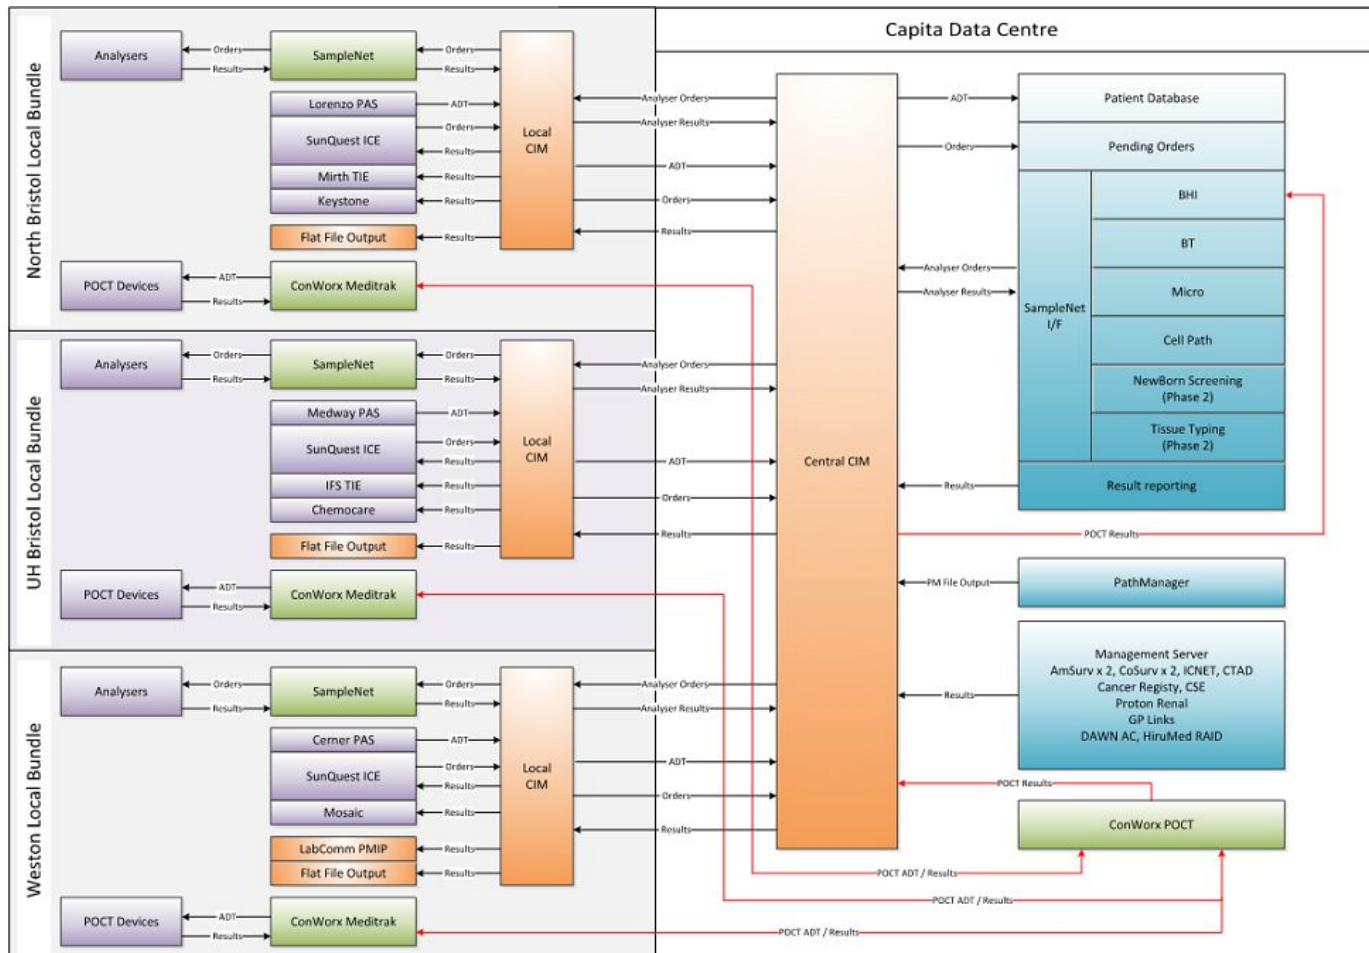 Capita Data Centre
North Bristol Local Bundle
Analysers
Orders
Results
SampleNet
Orders
Results
Lorenzo PAS
ADT
SunQuest ICE
Orders
Results
Mirth TIE
Results
Keystone
Results
Flat File Output
Results
Local
CIM
POCT Devices
ADT
Results
ConWorx Meditrak
Analyser Orders
Analyser Results
ADT
Orders
Results
UH Bristol Local Bundle
Analysers
Orders
Results
SampleNet
Orders
Results
Medway PAS
ADT
SunQuest ICE
Orders
Results
IFS TIE
Results
Chemocare
Results
Flat File Output
Results
Local
CIM
POCT Devices
ADT
Results
ConWorx Meditrak
Analyser Orders
Analyser Results
ADT
Orders
Results
Weston Local Bundle
Analysers
Orders
Results
SampleNet
Orders
Results
Cerner PAS
ADT
SunQuest ICE
Orders
Results
Mosaic
Results
LabComm PMIP
Results
Flat File Output
Results
Local
CIM
POCT Devices
ADT
Results
ConWorx Meditrak
Analyser Orders
Analyser Results
ADT
Orders
Results
Central CIM
ADT
Patient Database
Orders
Pending Orders
Analyser Orders
Analyser Results
SampleNet
I/F
BHI
BT
Micro
Cell Path
NewBorn Screening
(Phase 2)
Tissue Typing
(Phase 2)
Results
Result reporting
POCT Results
PM File Output
PathManager
Results
Management Server
AmSurv x 2, CoSurv x 2, ICNET, CTAD
Cancer Registy, CSE
Proton Renal
GP Links
DAWN AC, HiruMed RAID
POCT Results
ConWorx POCT
POCT ADT / Results
POCT ADT / Results
POCT ADT / Results